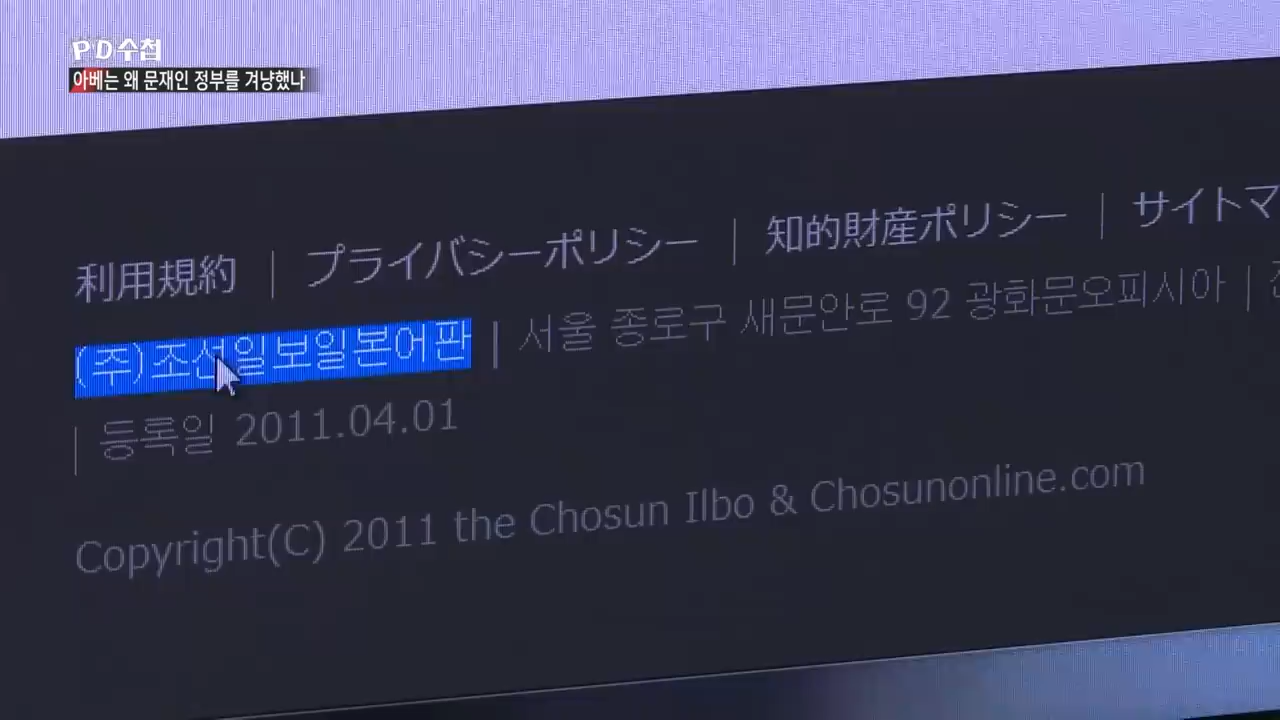 PD수첩
아베는 왜 문재인 정부를 겨냥했나
利用規約 | プライバシーポリシー | 知的財産ポリシー | サイトマ
(주)조선일보일본어판 | 서울 종로구 새문안로 92 광화문오피시아 |
| 등록일 2011.04.01
Copyright(C) 2011 the Chosun Ilbo & Chosunonline.com